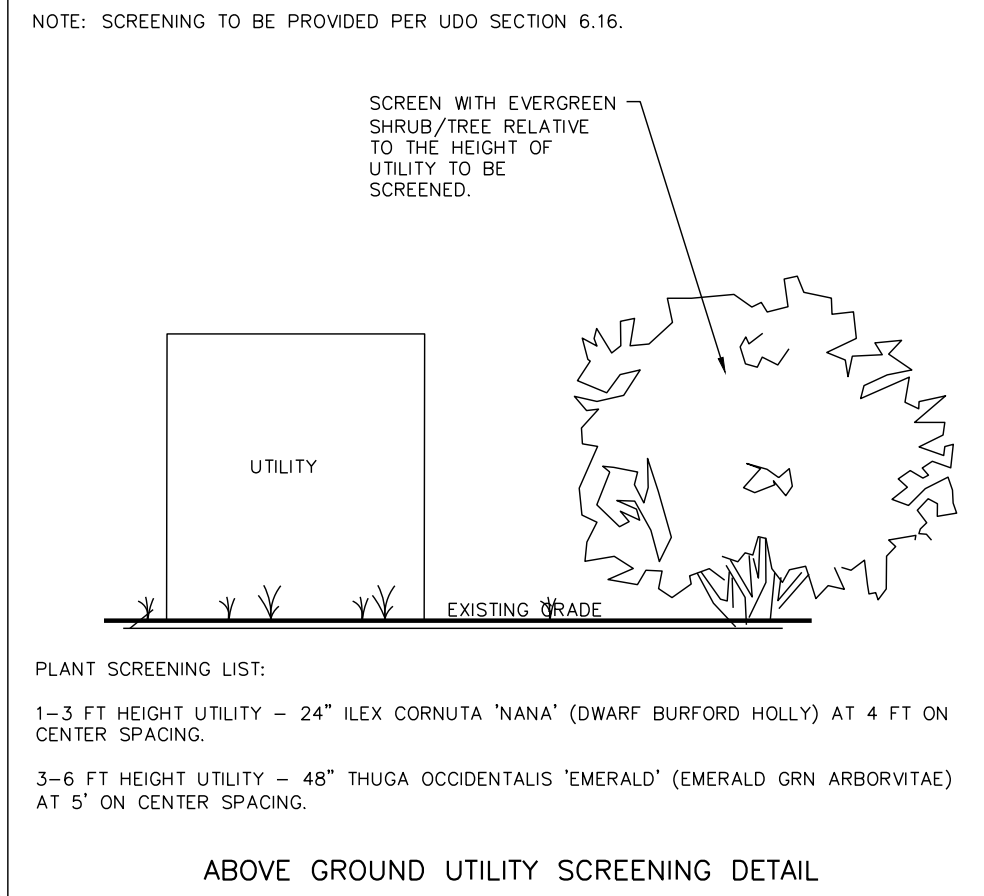 NOTE: SCREENING TO BE PROVIDED PER UDO SECTION 6.16.
SCREEN WITH EVERGREEN
SHRUB/TREE RELATIVE
TO THE HEIGHT OF
UTILITY TO BE
SCREENED.
UTILITY
EXISTING GRADE
PLANT SCREENING LIST:
1-3 FT HEIGHT UTILITY - 24" ILEX CORNUTA 'NANA' (DWARF BURFORD HOLLY) AT 4 FT ON
CENTER SPACING.
3-6 FT HEIGHT UTILITY - 48" THUGA OCCIDENTALIS 'EMERALD' (EMERALD GRN ARBORVITAE)
AT 5' ON CENTER SPACING.
ABOVE GROUND UTILITY SCREENING DETAIL